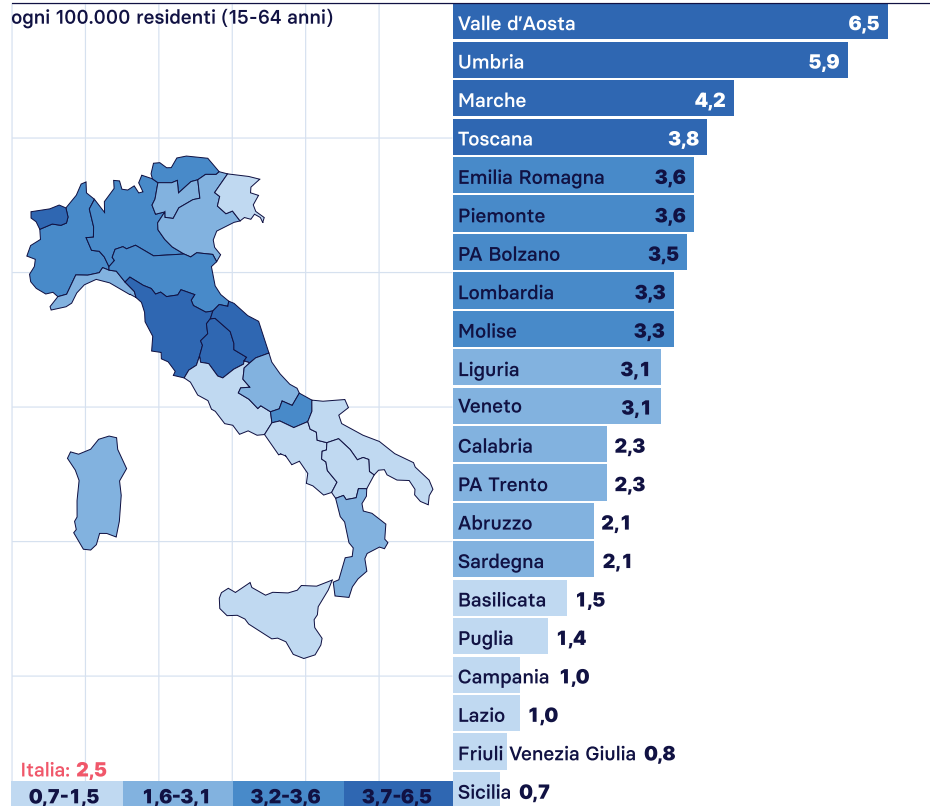 ogni 100.000 residenti (15-64 anni)
Valle d'Aosta 6,5
Umbria 5,9
Marche 4,2
Toscana 3,8
Emilia Romagna 3,6
Piemonte 3,6
PA Bolzano 3,5
Lombardia 3,3
Molise 3,3
Liguria 3,1
Veneto 3,1
Calabria 2,3
PA Trento 2,3
Abruzzo 2,1
Sardegna 2,1
Basilicata 1,5
Puglia 1,4
Campania 1,0
Lazio 1,0
Friuli Venezia Giulia 0,8
Sicilia 0,7
Italia: 2,5
0,7-1,5 1,6-3,1 3,2-3,6 3,7-6,5